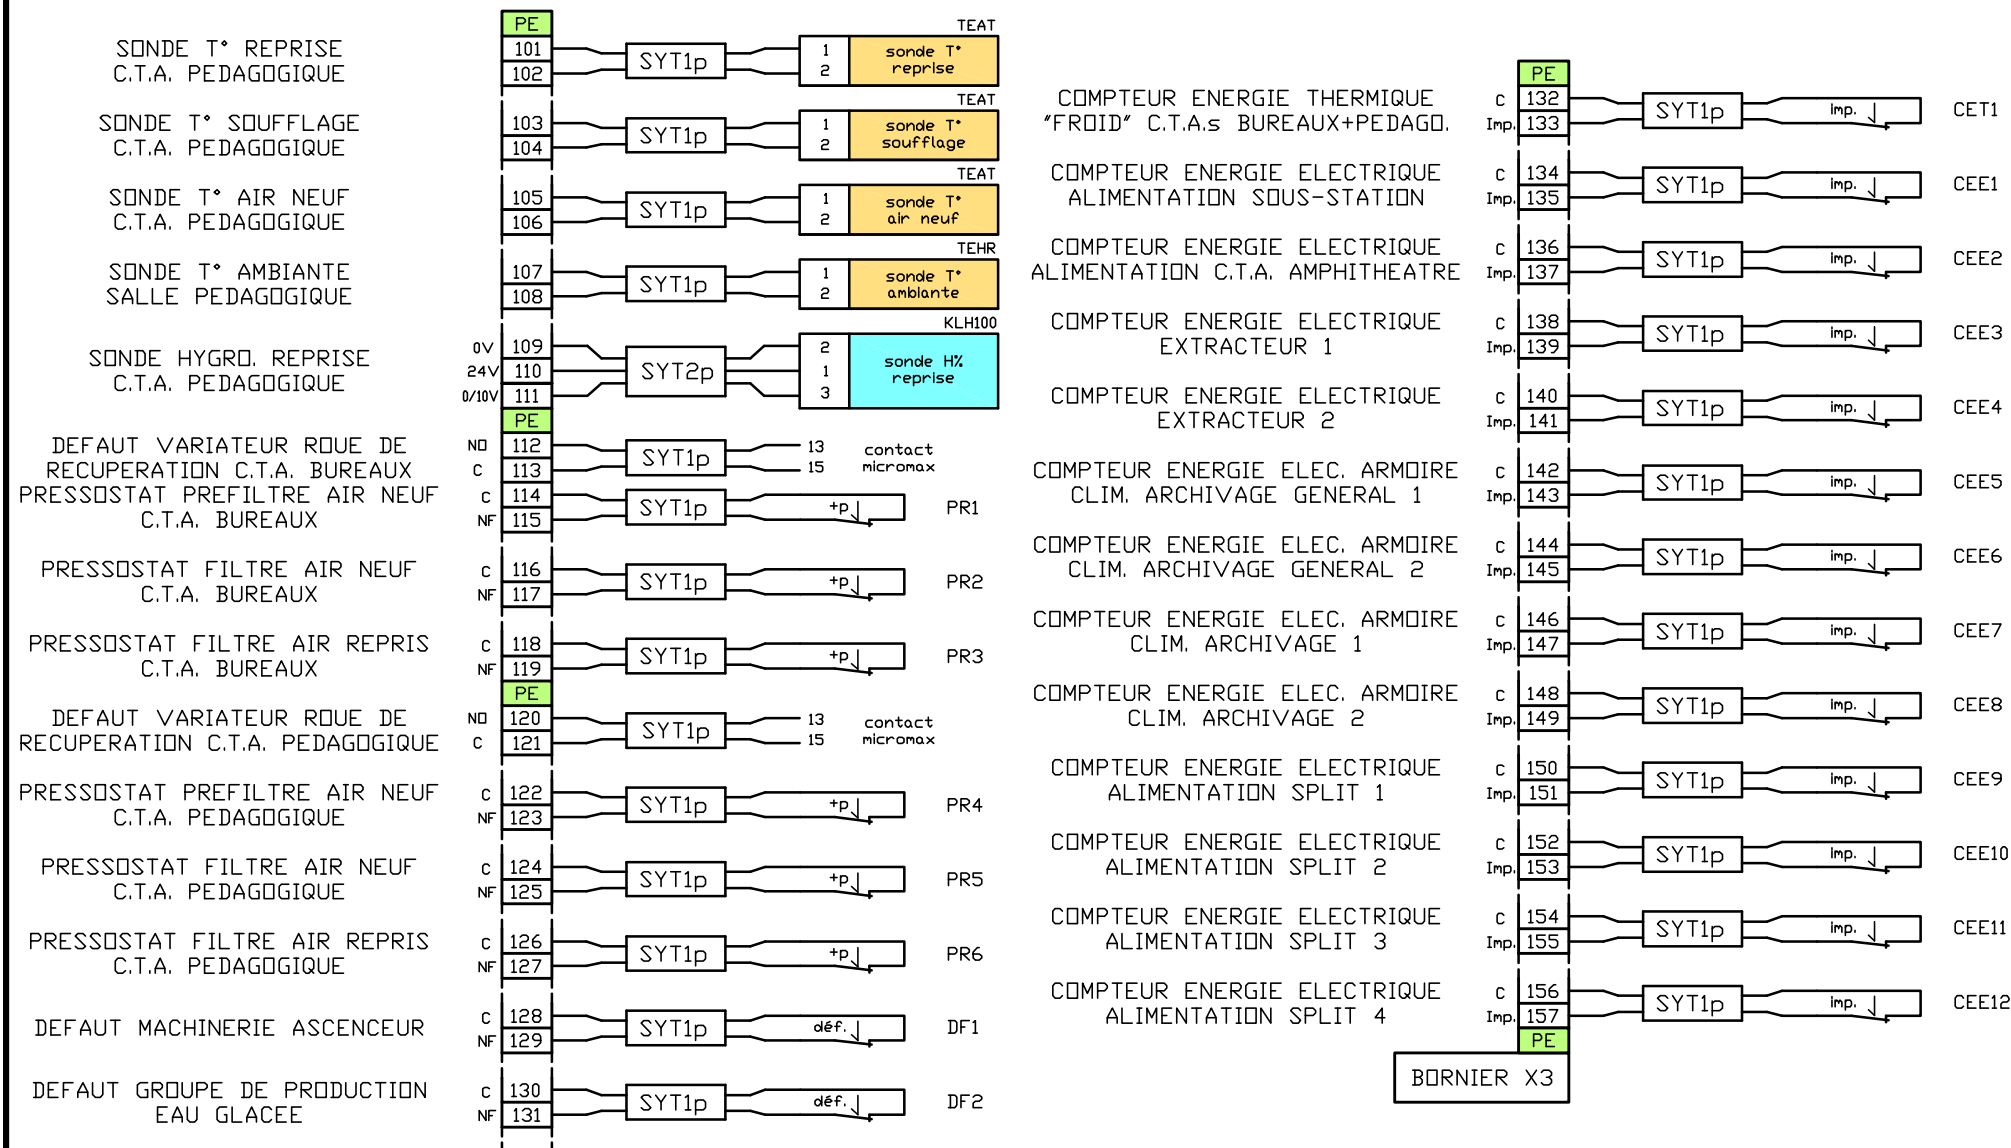 PE
TEAT
SONDE T° REPRISE
C.T.A. PEDAGOGIQUE
101
102
SYT1p
1
2
sonde T°
reprise
TEAT
SONDE T° SOUFFLAGE
C.T.A. PEDAGOGIQUE
103
104
SYT1p
1
2
sonde T°
soufflage
TEAT
SONDE T° AIR NEUF
C.T.A. PEDAGOGIQUE
105
106
SYT1p
1
2
sonde T°
air neuf
TEHR
SONDE T° AMBIANTE
SALLE PEDAGOGIQUE
107
108
SYT1p
1
2
sonde T°
ambiante
KLH100
SONDE HYGRO. REPRISE
C.T.A. PEDAGOGIQUE
0V 109
24V 110
0/10V 111
SYT2p
2
1
3
sonde H%
reprise
PE
DEFAUT VARIATEUR ROUE DE
RECUPERATION C.T.A. BUREAUX
NO 112
C 113
SYT1p
13
15
contact
micromax
PRESSOSTAT PREFILTRE AIR NEUF
C.T.A. BUREAUX
C 114
NF 115
SYT1p
+p
PR1
PRESSOSTAT FILTRE AIR NEUF
C.T.A. BUREAUX
C 116
NF 117
SYT1p
+p
PR2
PRESSOSTAT FILTRE AIR REPRIS
C.T.A. BUREAUX
C 118
NF 119
SYT1p
+p
PR3
PE
DEFAUT VARIATEUR ROUE DE
RECUPERATION C.T.A. PEDAGOGIQUE
NO 120
C 121
SYT1p
13
15
contact
micromax
PRESSOSTAT PREFILTRE AIR NEUF
C.T.A. PEDAGOGIQUE
C 122
NF 123
SYT1p
+p
PR4
PRESSOSTAT FILTRE AIR NEUF
C.T.A. PEDAGOGIQUE
C 124
NF 125
SYT1p
+p
PR5
PRESSOSTAT FILTRE AIR REPRIS
C.T.A. PEDAGOGIQUE
C 126
NF 127
SYT1p
+p
PR6
DEFAUT MACHINERIE ASCENCEUR
C 128
NF 129
SYT1p
déf.
DF1
DEFAUT GROUPE DE PRODUCTION
EAU GLACEE
C 130
NF 131
SYT1p
déf.
DF2
PE
COMPTEUR ENERGIE THERMIQUE
"FROID" C.T.A.s BUREAUX+PEDAGO.
C 132
Imp. 133
SYT1p
imp.
CET1
COMPTEUR ENERGIE ELECTRIQUE
ALIMENTATION SOUS-STATION
C 134
Imp. 135
SYT1p
imp.
CEE1
COMPTEUR ENERGIE ELECTRIQUE
ALIMENTATION C.T.A. AMPHITHEATRE
C 136
Imp. 137
SYT1p
imp.
CEE2
COMPTEUR ENERGIE ELECTRIQUE
EXTRACTEUR 1
C 138
Imp. 139
SYT1p
imp.
CEE3
COMPTEUR ENERGIE ELECTRIQUE
EXTRACTEUR 2
C 140
Imp. 141
SYT1p
imp.
CEE4
COMPTEUR ENERGIE ELEC. ARMOIRE
CLIM. ARCHIVAGE GENERAL 1
C 142
Imp. 143
SYT1p
imp.
CEE5
COMPTEUR ENERGIE ELEC. ARMOIRE
CLIM. ARCHIVAGE GENERAL 2
C 144
Imp. 145
SYT1p
imp.
CEE6
COMPTEUR ENERGIE ELEC. ARMOIRE
CLIM. ARCHIVAGE 1
C 146
Imp. 147
SYT1p
imp.
CEE7
COMPTEUR ENERGIE ELEC. ARMOIRE
CLIM. ARCHIVAGE 2
C 148
Imp. 149
SYT1p
imp.
CEE8
COMPTEUR ENERGIE ELECTRIQUE
ALIMENTATION SPLIT 1
C 150
Imp. 151
SYT1p
imp.
CEE9
COMPTEUR ENERGIE ELECTRIQUE
ALIMENTATION SPLIT 2
C 152
Imp. 153
SYT1p
imp.
CEE10
COMPTEUR ENERGIE ELECTRIQUE
ALIMENTATION SPLIT 3
C 154
Imp. 155
SYT1p
imp.
CEE11
COMPTEUR ENERGIE ELECTRIQUE
ALIMENTATION SPLIT 4
C 156
Imp. 157
SYT1p
imp.
CEE12
PE
BORNIER X3